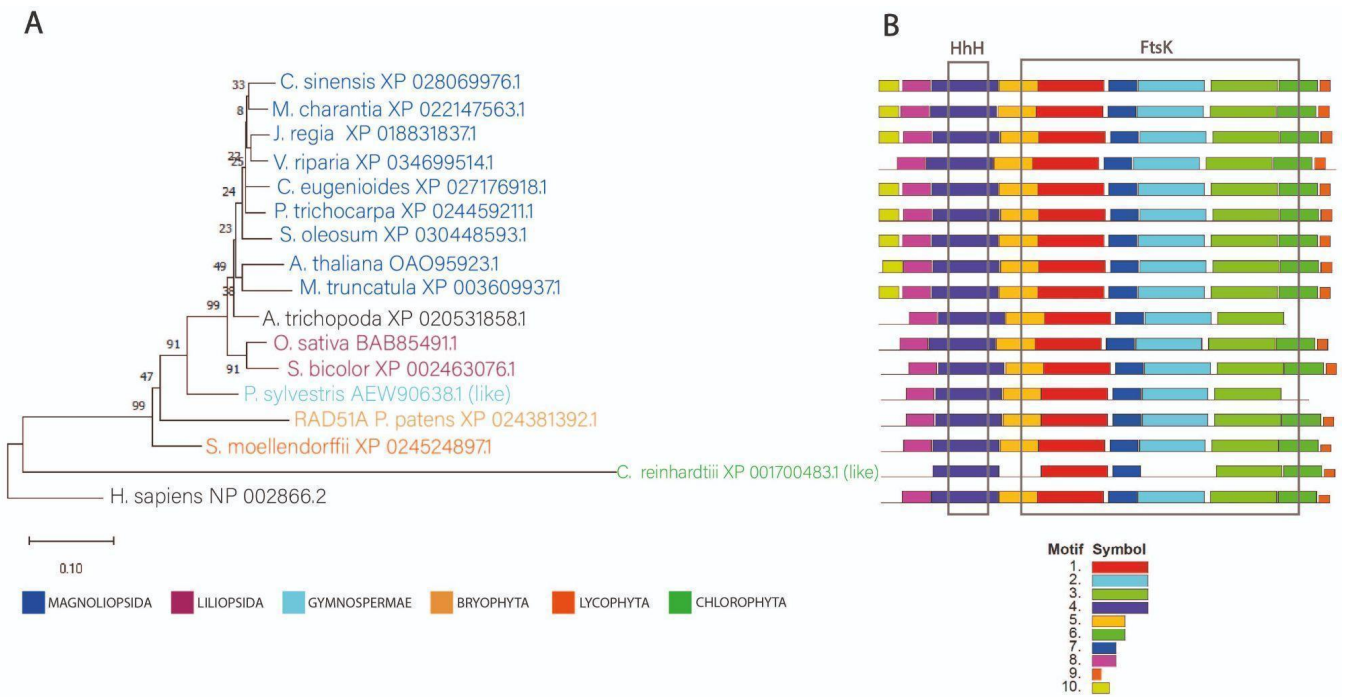 A
B
HhH
FtsK
C. sinensis XP 028069976.1
M. charantia XP 022147563.1
J. regia XP 018831837.1
V. riparia XP 034699514.1
C. eugenioides XP 027176918.1
P. trichocarpa XP 024459211.1
S. oleosum XP 030448593.1
A. thaliana OAO95923.1
M. truncatula XP 003609937.1
A. trichopoda XP 020531858.1
O. sativa BAB85491.1
S. bicolor XP 002463076.1
P. sylvestris AEW90638.1 (like)
RAD51A P. patens XP 024381392.1
S. moellendorffii XP 024524897.1
C. reinhardtiii XP 001700483.1 (like)
H. sapiens NP 002866.2
33
8
22
25
24
23
49
38
99
91
91
47
99
0.10
MAGNOLIOPSIDA
LILIOPSIDA
GYMNOSPERMAE
BRYOPHYTA
LYCOPHYTA
CHLOROPHYTA
Motif Symbol
1.
2.
3.
4.
5.
6.
7.
8.
9.
10.